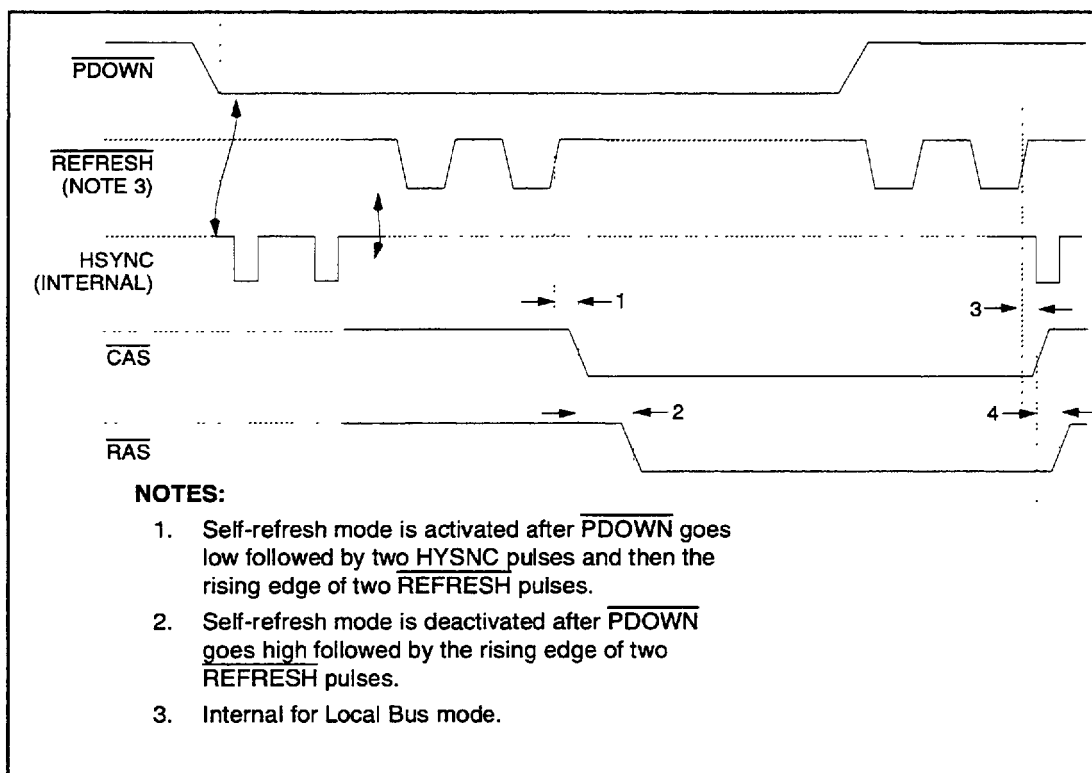 PDOWN
REFRESH
(NOTE 3)
HSYNC
(INTERNAL)
1
3
CAS
2
4
RAS
NOTES:
1. Self-refresh mode is activated after PDOWN goes
low followed by two HYSNC pulses and then the
rising edge of two REFRESH pulses.
2. Self-refresh mode is deactivated after PDOWN
goes high followed by the rising edge of two
REFRESH pulses.
3. Internal for Local Bus mode.